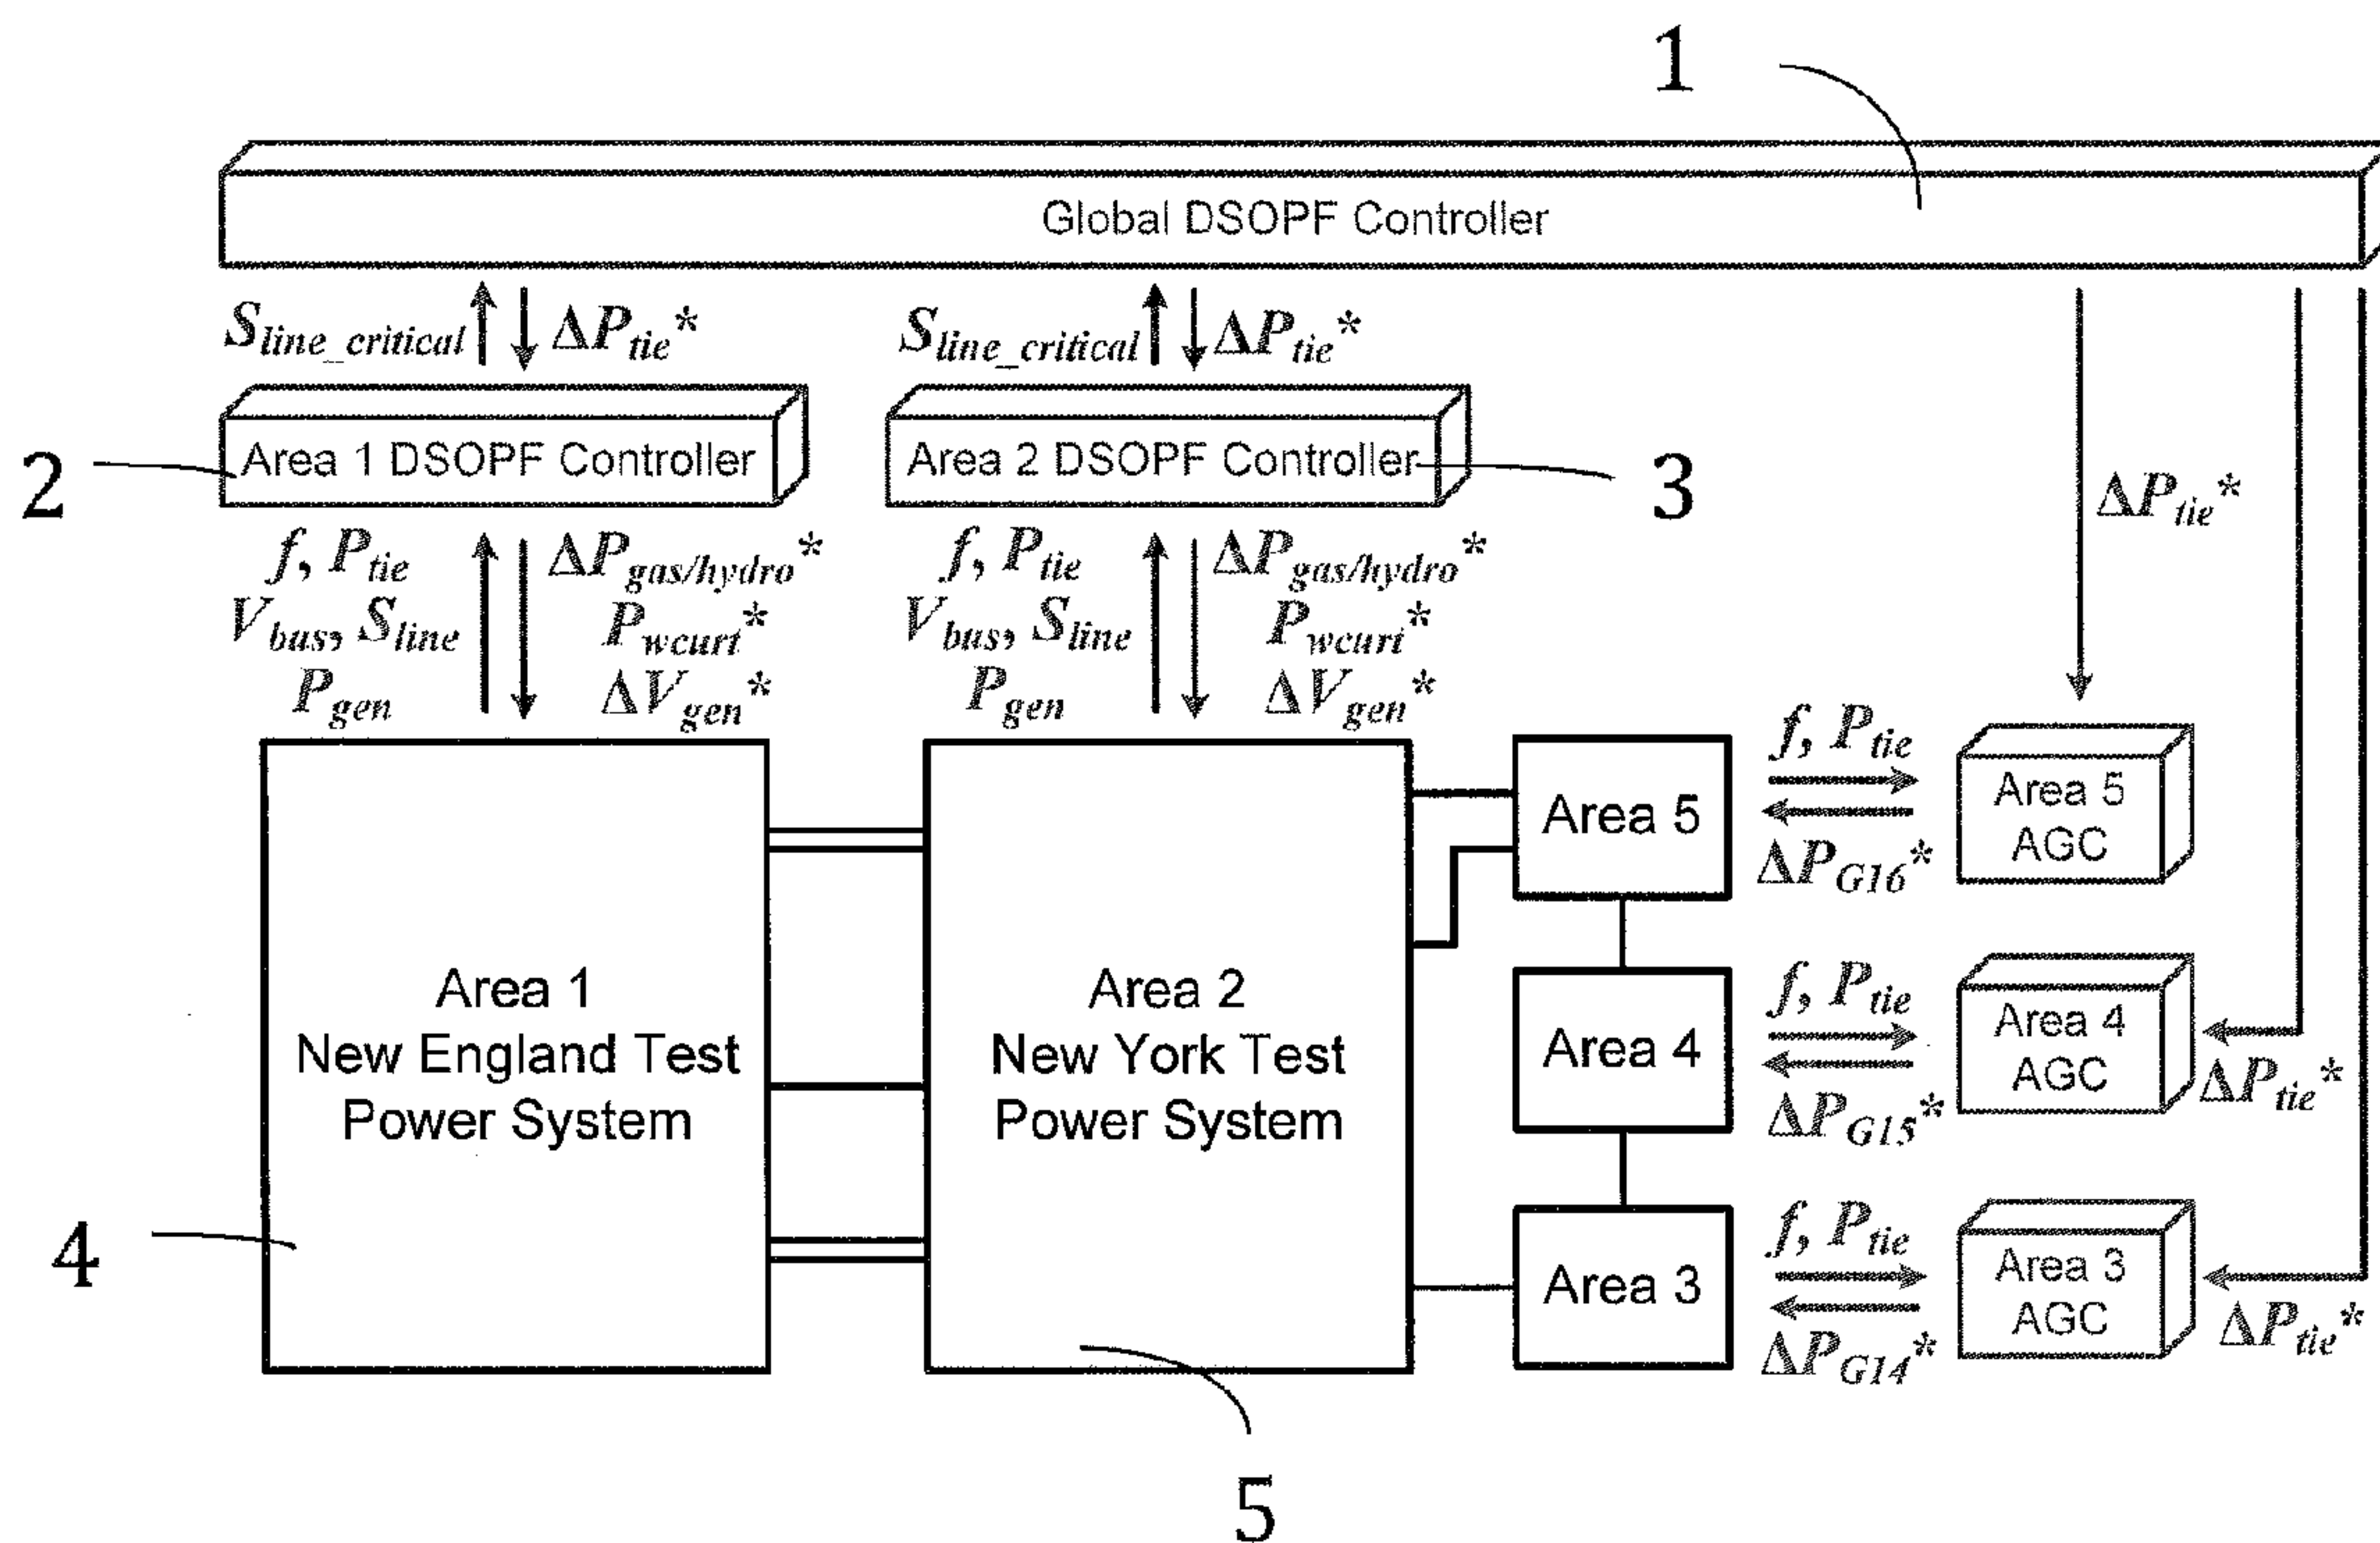 1
Global DSOPF Controller
S_line_critical ΔP_tie*
S_line_critical ΔP_tie*
2
Area 1 DSOPF Controller
Area 2 DSOPF Controller
3
ΔP_tie*
f, P_tie
V_bus, S_line
P_gen
ΔP_gas/hydro*
P_wcurt*
ΔV_gen*
f, P_tie
V_bus, S_line
P_gen
ΔP_gas/hydro*
P_wcurt*
ΔV_gen*
Area 1
New England Test
Power System
4
Area 2
New York Test
Power System
5
Area 5
f, P_tie
ΔP_G16*
Area 5
AGC
Area 4
f, P_tie
ΔP_G15*
Area 4
AGC
ΔP_tie*
Area 3
f, P_tie
ΔP_G14*
Area 3
AGC
ΔP_tie*